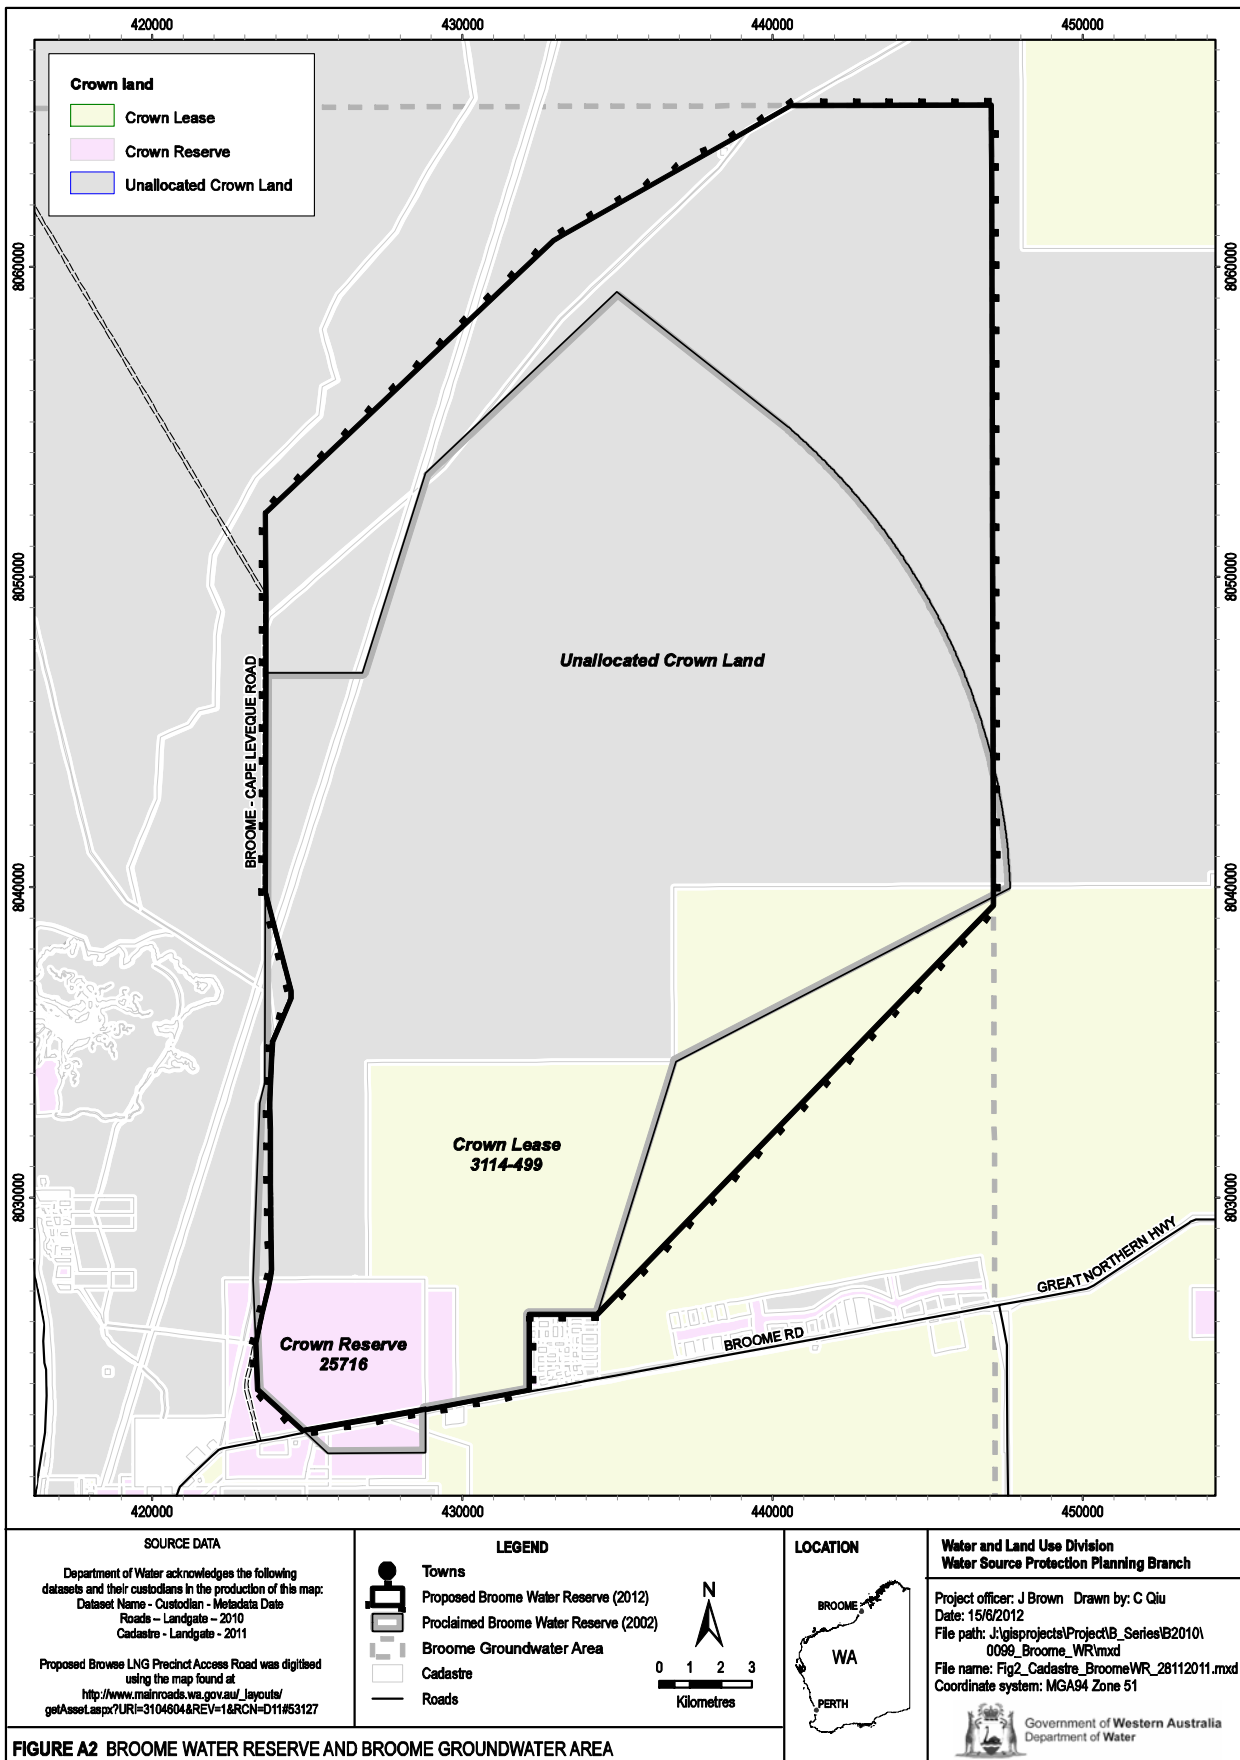 420000 430000 440000 450000
Crown land
Crown Lease
Crown Reserve
Unallocated Crown Land
8060000
8060000
8050000
8050000
BROOME - CAPE LEVEQUE ROAD
Unallocated Crown Land
8040000
8040000
Crown Lease
3114-499
8030000
8030000
GREAT NORTHERN HWY
BROOME RD
Crown Reserve
25716
420000 430000 440000 450000
SOURCE DATA
Department of Water acknowledges the following
datasets and their custodians in the production of this map:
Dataset Name - Custodian - Metadata Date
Roads – Landgate – 2010
Cadastre - Landgate - 2011
Proposed Browse LNG Precinct Access Road was digitised
using the map found at
http://www.mainroads.wa.gov.au/_layouts/
getAsset.aspx?URI=3104604&REV=1&RCN=D11#53127
LEGEND
Towns
Proposed Broome Water Reserve (2012)
Proclaimed Broome Water Reserve (2002)
Broome Groundwater Area
Cadastre
Roads
N
0 1 2 3
Kilometres
LOCATION
BROOME
WA
PERTH
Water and Land Use Division
Water Source Protection Planning Branch
Project officer: J Brown Drawn by: C Qiu
Date: 15/6/2012
File path: J:\gisprojects\Project\B_Series\B2010\
0099_Broome_WR\mxd
File name: Fig2_Cadastre_BroomeWR_28112011.mxd
Coordinate system: MGA94 Zone 51
Government of Western Australia
Department of Water
FIGURE A2 BROOME WATER RESERVE AND BROOME GROUNDWATER AREA